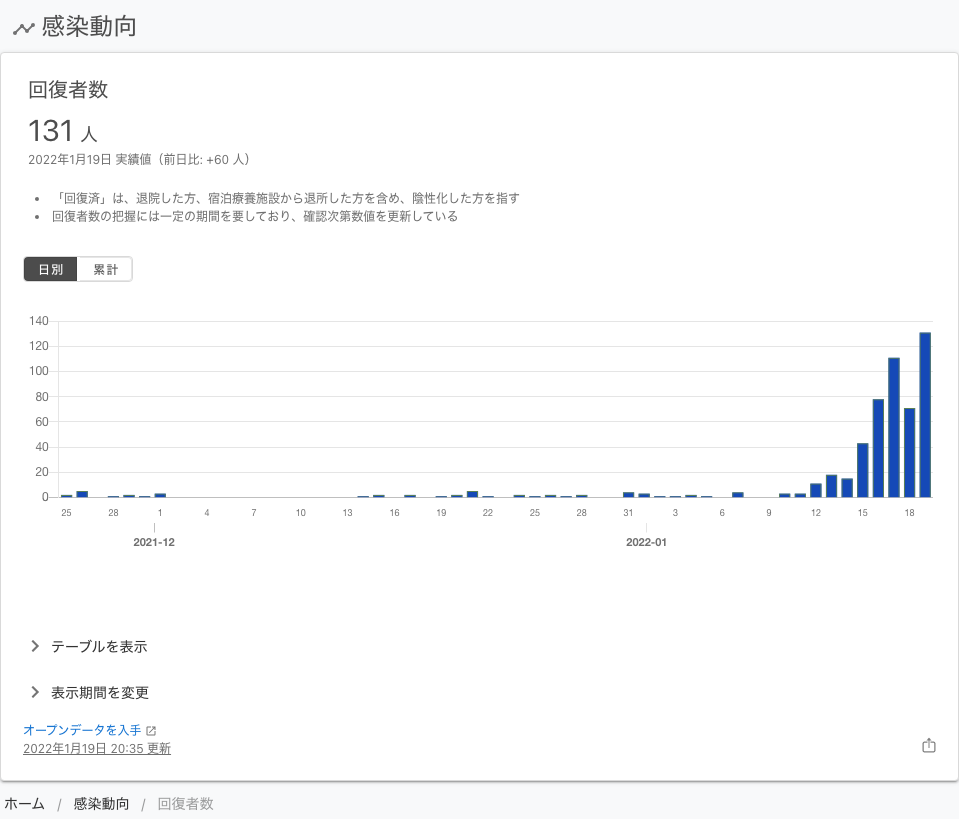 感染動向
回復者数
131 人
2022年1月19日 実績値（前日比: +60 人）
• 「回復済」は、退院した方、宿泊療養施設から退所した方を含め、陰性化した方を指す
• 回復者数の把握には一定の期間を要しており、確認次第数値を更新している
日別 累計
140
120
100
80
60
40
20
0
25 28 1 4 7 10 13 16 19 22 25 28 31 3 6 9 12 15 18
2021-12 2022-01
テーブルを表示
表示期間を変更
オープンデータを入手
2022年1月19日 20:35 更新
ホーム / 感染動向 / 回復者数